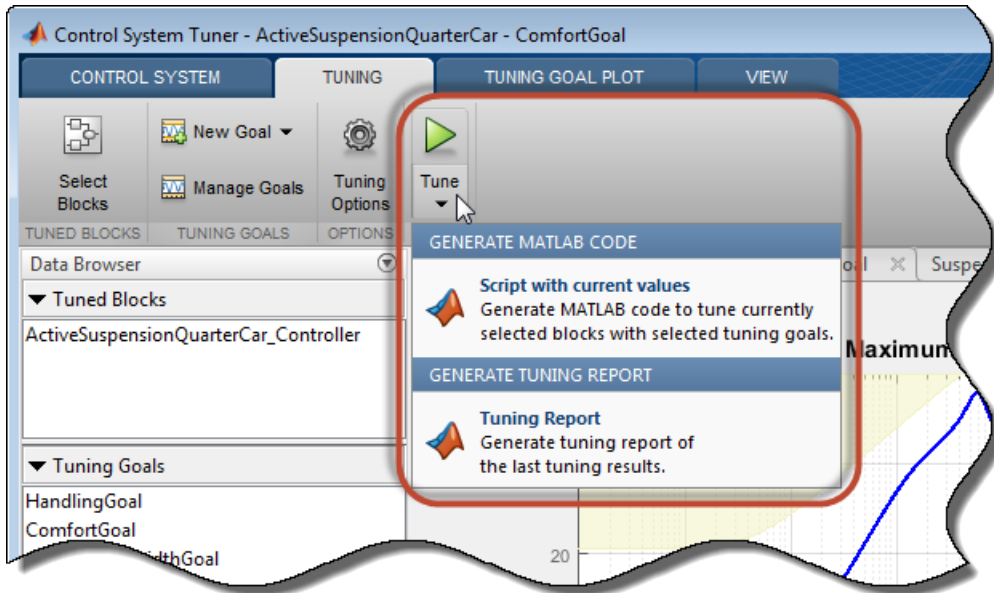 Control System Tuner - ActiveSuspensionQuarterCar - ComfortGoal
CONTROL SYSTEM
TUNING
TUNING GOAL PLOT
VIEW
Select
Blocks
New Goal
Manage Goals
Tuning
Options
Tune
TUNED BLOCKS
TUNING GOALS
OPTIONS
GENERATE MATLAB CODE
Script with current values
Generate MATLAB code to tune currently
selected blocks with selected tuning goals.
GENERATE TUNING REPORT
Tuning Report
Generate tuning report of
the last tuning results.
Data Browser
Tuned Blocks
ActiveSuspensionQuarterCar_Controller
Tuning Goals
HandlingGoal
ComfortGoal
dthGoal
oal
Suspe
Maximum
20